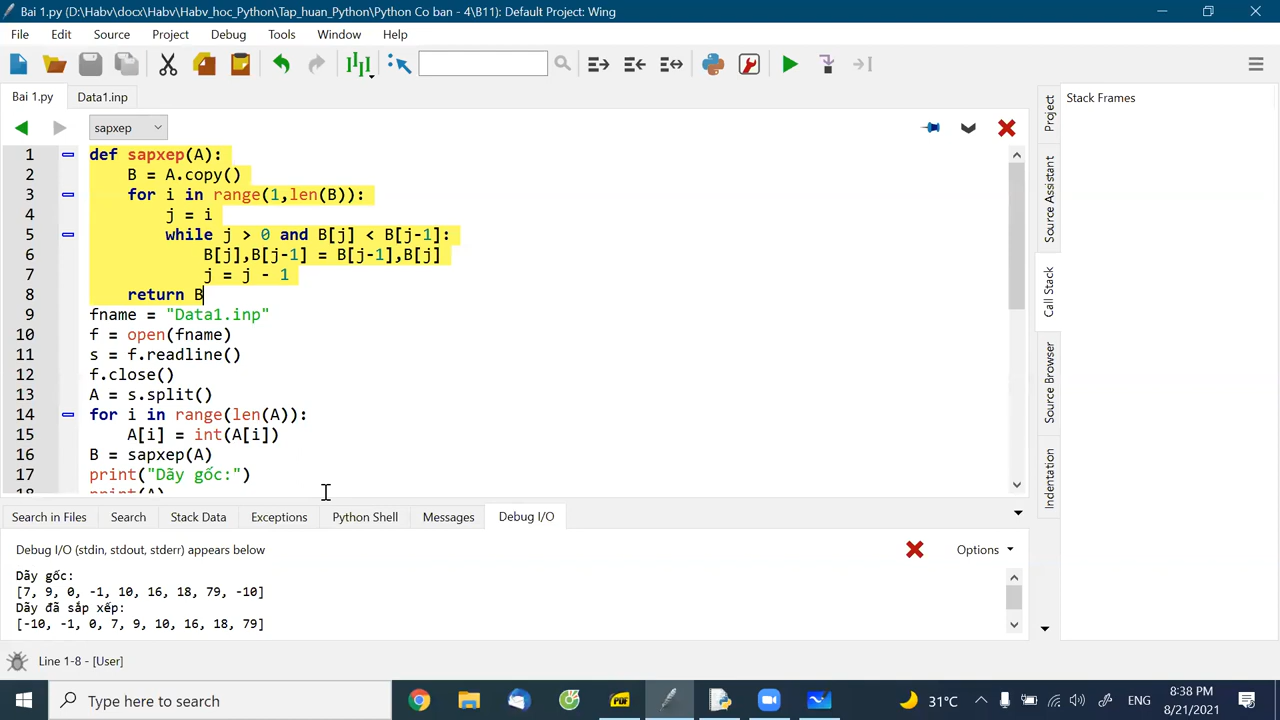 Bai 1.py (D:\Habv\docx\Habv\Habv_hoc_Python\Tap_huan_Python\Python Co ban - 4\B11): Default Project: Wing
File Edit Source Project Debug Tools Window Help
Bai 1.py Data1.inp
Stack Frames
sapxep
1 def sapxep(A):
2     B = A.copy()
3     for i in range(1,len(B)):
4         j = i
5         while j > 0 and B[j] < B[j-1]:
6             B[j],B[j-1] = B[j-1],B[j]
7             j = j - 1
8     return B
9 fname = "Data1.inp"
10 f = open(fname)
11 s = f.readline()
12 f.close()
13 A = s.split()
14 for i in range(len(A)):
15     A[i] = int(A[i])
16 B = sapxep(A)
17 print("Dãy gốc:")
18 print(A)
Project
Source Assistant
Call Stack
Source Browser
Indentation
Search in Files Search Stack Data Exceptions Python Shell Messages Debug I/O
Debug I/O (stdin, stdout, stderr) appears below
Options
Dãy gốc:
[7, 9, 0, -1, 10, 16, 18, 79, -10]
Dãy đã sắp xếp:
[-10, -1, 0, 7, 9, 10, 16, 18, 79]
Line 1-8 - [User]
Type here to search
PDF
31°C
ENG
8:38 PM
8/21/2021